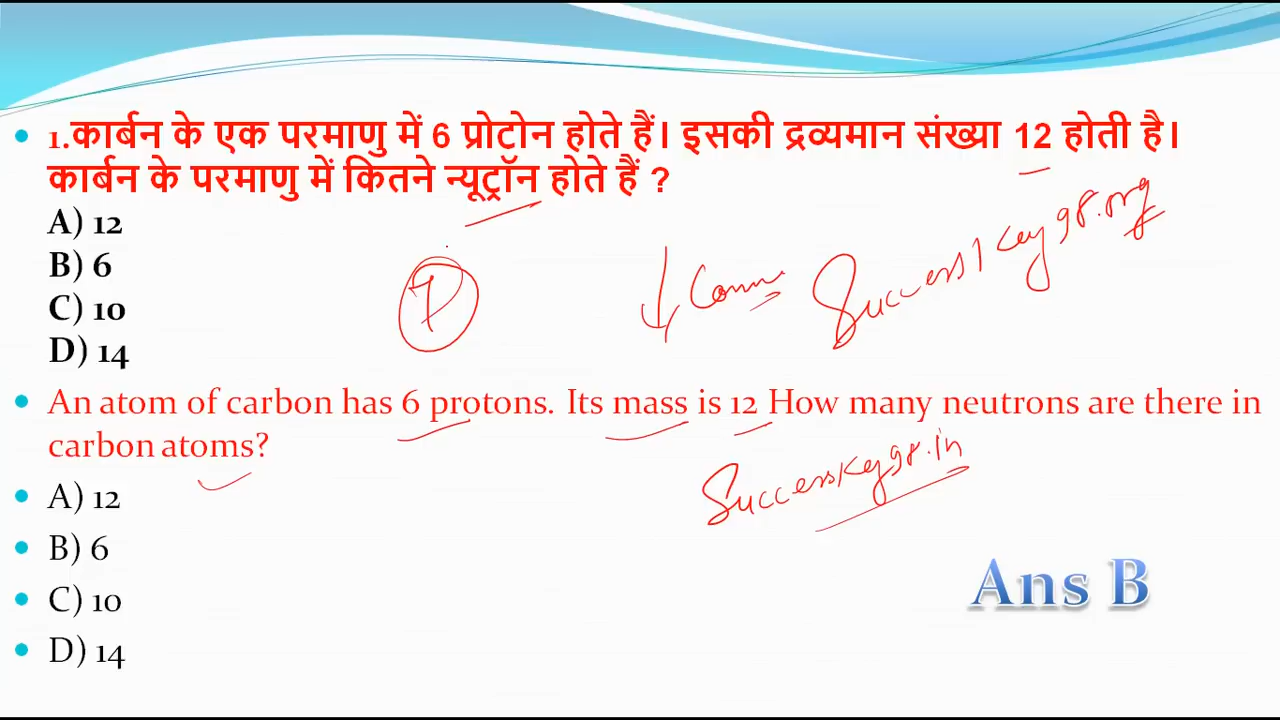 1.कार्बन के एक परमाणु में 6 प्रोटोन होते हैं। इसकी द्रव्यमान संख्या 12 होती है।
कार्बन के परमाणु में कितने न्यूट्रॉन होते हैं ?
A) 12
B) 6
C) 10
D) 14
Successkey98.org
An atom of carbon has 6 protons. Its mass is 12 How many neutrons are there in
carbon atoms?
Successkey98.in
A) 12
B) 6
C) 10
D) 14
Ans B